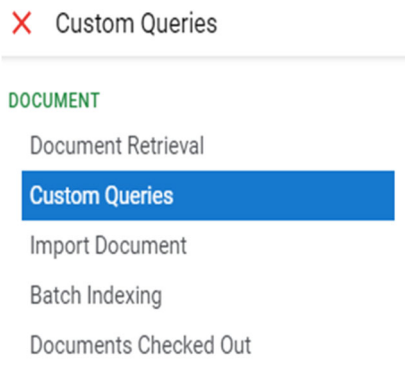 Custom Queries
DOCUMENT
Document Retrieval
Custom Queries
Import Document
Batch Indexing
Documents Checked Out